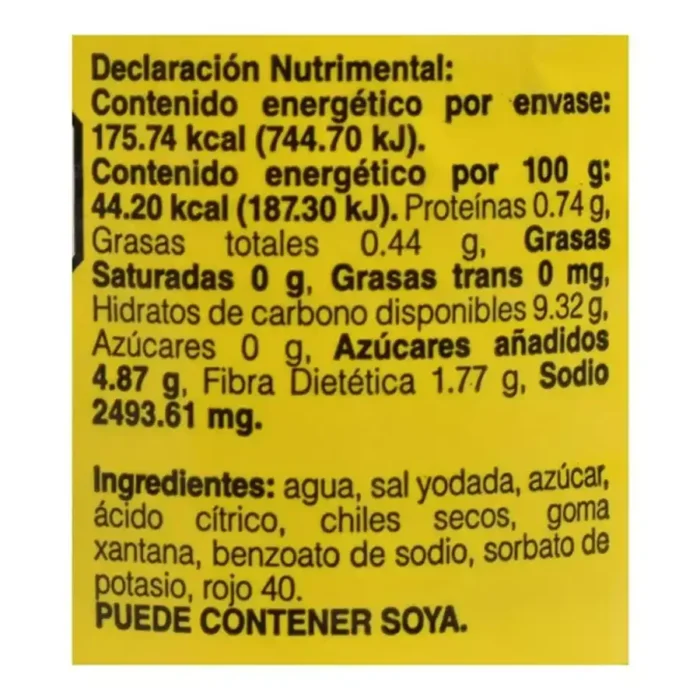 Declaración Nutrimental:
Contenido energético por envase:
175.74 kcal (744.70 kJ).
Contenido energético por 100 g:
44.20 kcal (187.30 kJ). Proteínas 0.74 g,
Grasas totales 0.44 g, Grasas
Saturadas 0 g, Grasas trans 0 mg,
Hidratos de carbono disponibles 9.32 g,
Azúcares 0 g, Azúcares añadidos
4.87 g, Fibra Dietética 1.77 g, Sodio
2493.61 mg.
Ingredientes: agua, sal yodada, azúcar,
ácido cítrico, chiles secos, goma
xantana, benzoato de sodio, sorbato de
potasio, rojo 40.
PUEDE CONTENER SOYA.